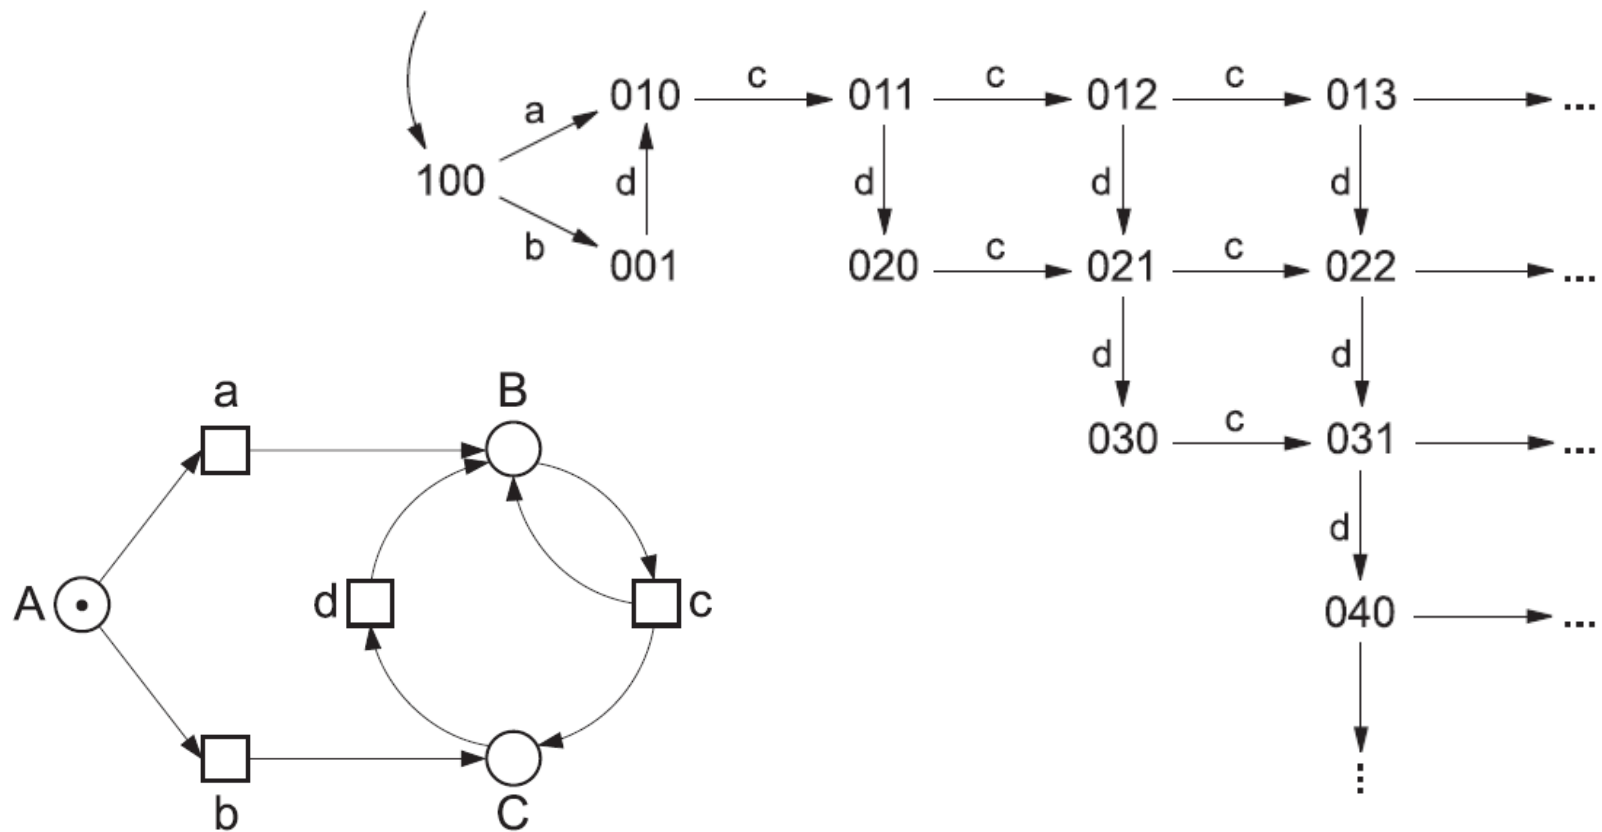 c c c
010 011 012 013 ...
a
100 d d d d
b
001 c c
020 021 022 ...
d d
c
030 031 ...
a B
d
A d c 040 ...
b C ⋮